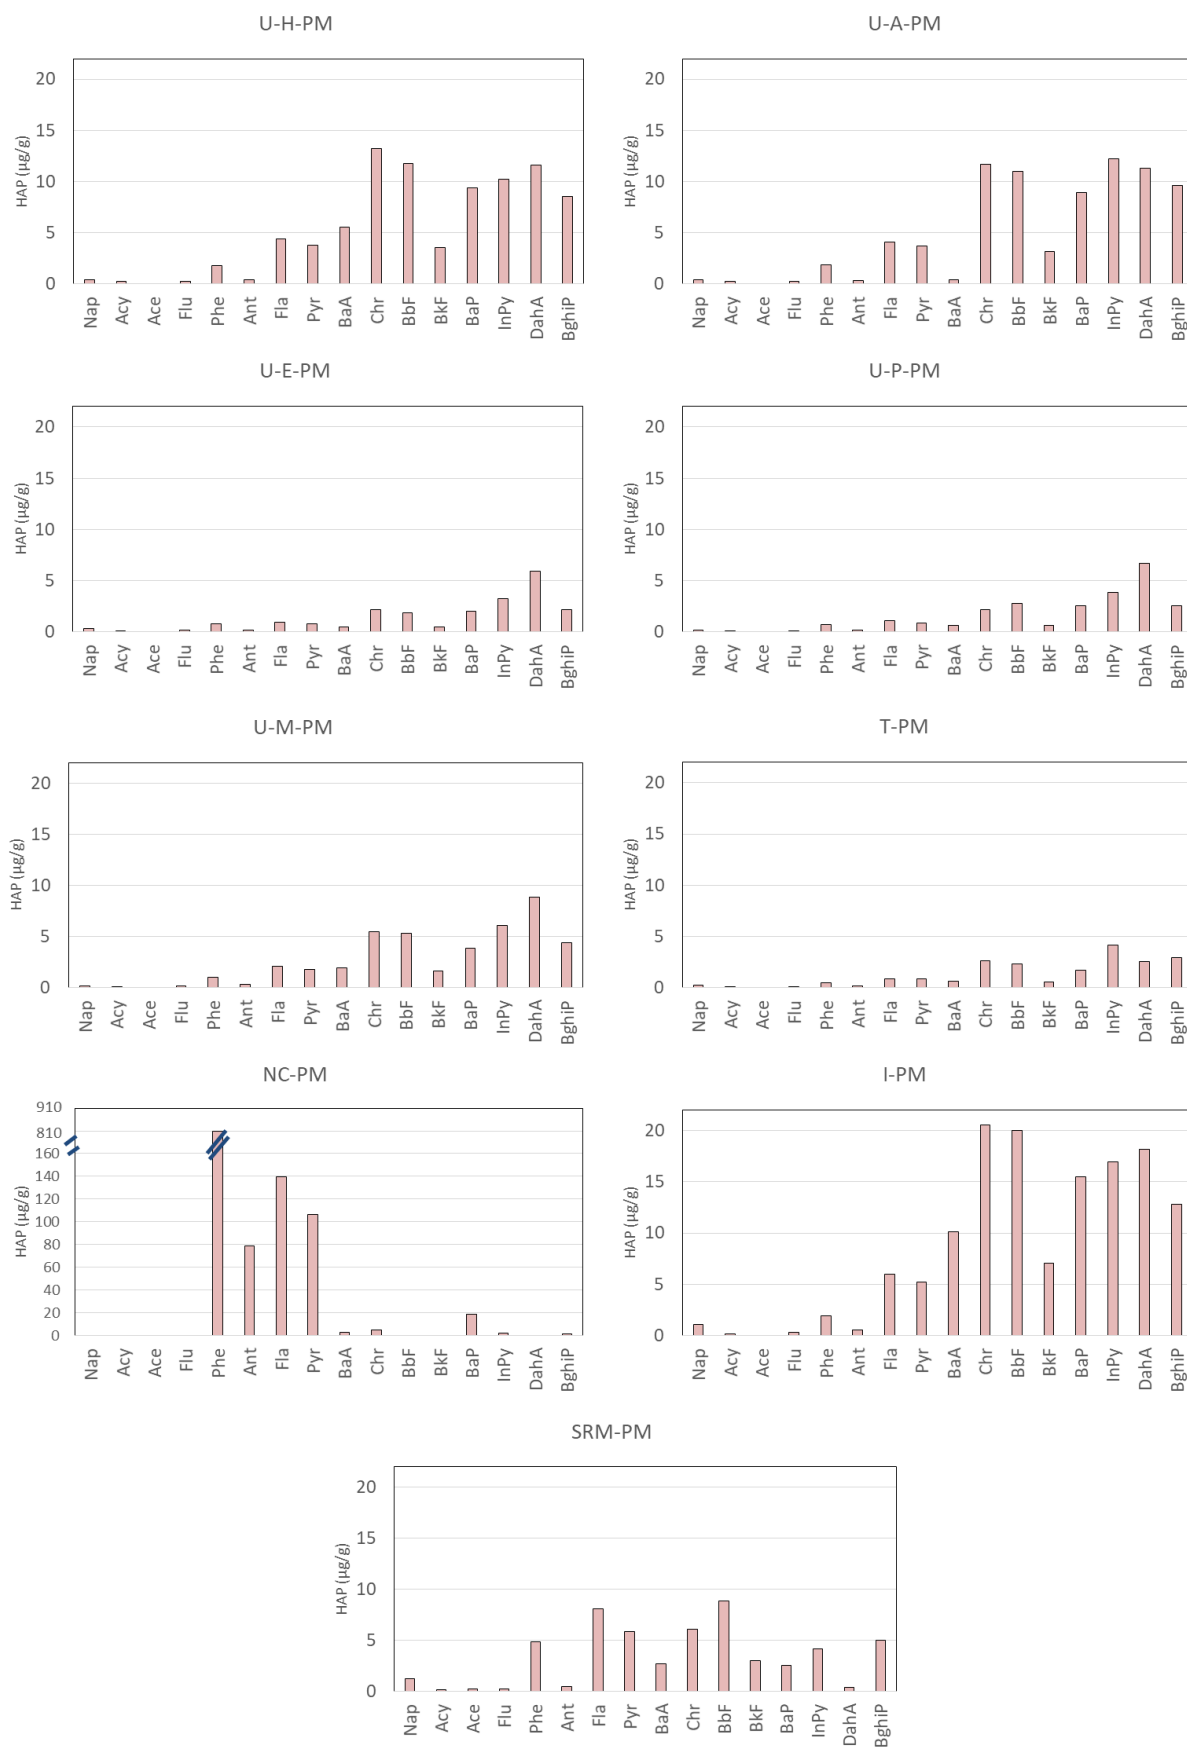 U-H-PM
HAP (µg/g)
20
15
10
5
0
Nap Acy Ace Flu Phe Ant Fla Pyr BaA Chr BbF BkF BaP InPy DahA BghiP
U-A-PM
HAP (µg/g)
20
15
10
5
0
Nap Acy Ace Flu Phe Ant Fla Pyr BaA Chr BbF BkF BaP InPy DahA BghiP
U-E-PM
HAP (µg/g)
20
15
10
5
0
Nap Acy Ace Flu Phe Ant Fla Pyr BaA Chr BbF BkF BaP InPy DahA BghiP
U-P-PM
HAP (µg/g)
20
15
10
5
0
Nap Acy Ace Flu Phe Ant Fla Pyr BaA Chr BbF BkF BaP InPy DahA BghiP
U-M-PM
HAP (µg/g)
20
15
10
5
0
Nap Acy Ace Flu Phe Ant Fla Pyr BaA Chr BbF BkF BaP InPy DahA BghiP
T-PM
HAP (µg/g)
20
15
10
5
0
Nap Acy Ace Flu Phe Ant Fla Pyr BaA Chr BbF BkF BaP InPy DahA BghiP
NC-PM
HAP (µg/g)
910
810
160
140
120
100
80
60
40
20
0
Nap Acy Ace Flu Phe Ant Fla Pyr BaA Chr BbF BkF BaP InPy DahA BghiP
I-PM
HAP (µg/g)
20
15
10
5
0
Nap Acy Ace Flu Phe Ant Fla Pyr BaA Chr BbF BkF BaP InPy DahA BghiP
SRM-PM
HAP (µg/g)
20
15
10
5
0
Nap Acy Ace Flu Phe Ant Fla Pyr BaA Chr BbF BkF BaP InPy DahA BghiP